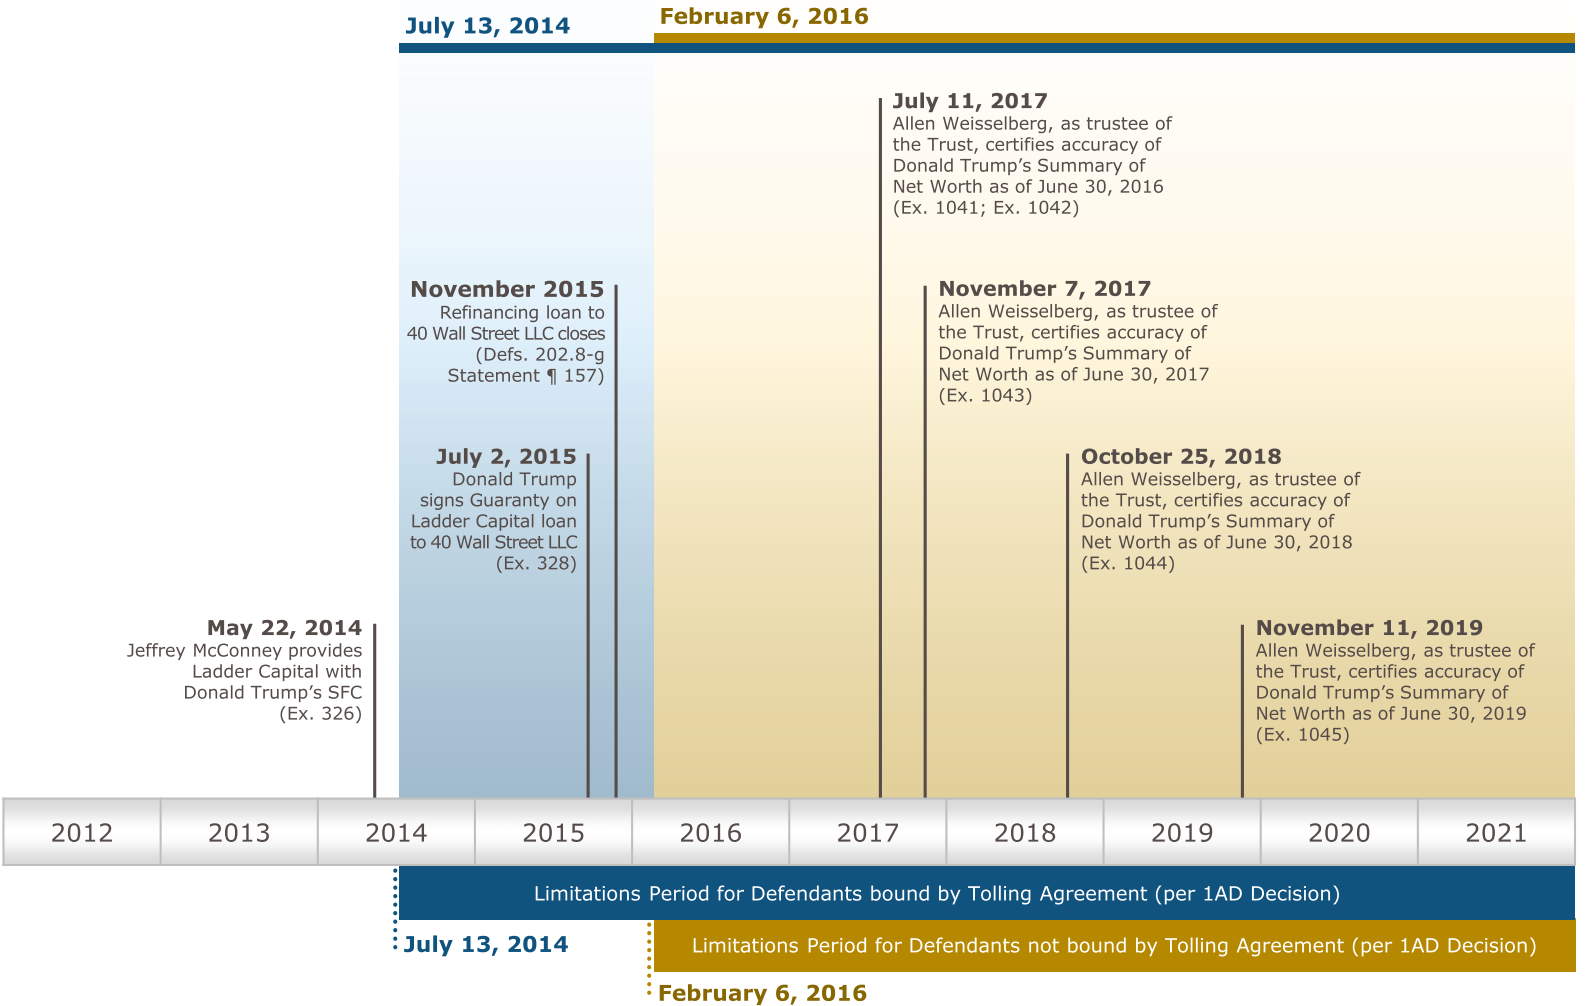 July 13, 2014
February 6, 2016
July 11, 2017
Allen Weisselberg, as trustee of
the Trust, certifies accuracy of
Donald Trump’s Summary of
Net Worth as of June 30, 2016
(Ex. 1041; Ex. 1042)
November 2015
Refinancing loan to
40 Wall Street LLC closes
(Defs. 202.8-g
Statement ¶ 157)
November 7, 2017
Allen Weisselberg, as trustee of
the Trust, certifies accuracy of
Donald Trump’s Summary of
Net Worth as of June 30, 2017
(Ex. 1043)
July 2, 2015
Donald Trump
signs Guaranty on
Ladder Capital loan
to 40 Wall Street LLC
(Ex. 328)
October 25, 2018
Allen Weisselberg, as trustee of
the Trust, certifies accuracy of
Donald Trump’s Summary of
Net Worth as of June 30, 2018
(Ex. 1044)
May 22, 2014
Jeffrey McConney provides
Ladder Capital with
Donald Trump’s SFC
(Ex. 326)
November 11, 2019
Allen Weisselberg, as trustee of
the Trust, certifies accuracy of
Donald Trump’s Summary of
Net Worth as of June 30, 2019
(Ex. 1045)
2012 2013 2014 2015 2016 2017 2018 2019 2020 2021
Limitations Period for Defendants bound by Tolling Agreement (per 1AD Decision)
July 13, 2014
Limitations Period for Defendants not bound by Tolling Agreement (per 1AD Decision)
February 6, 2016